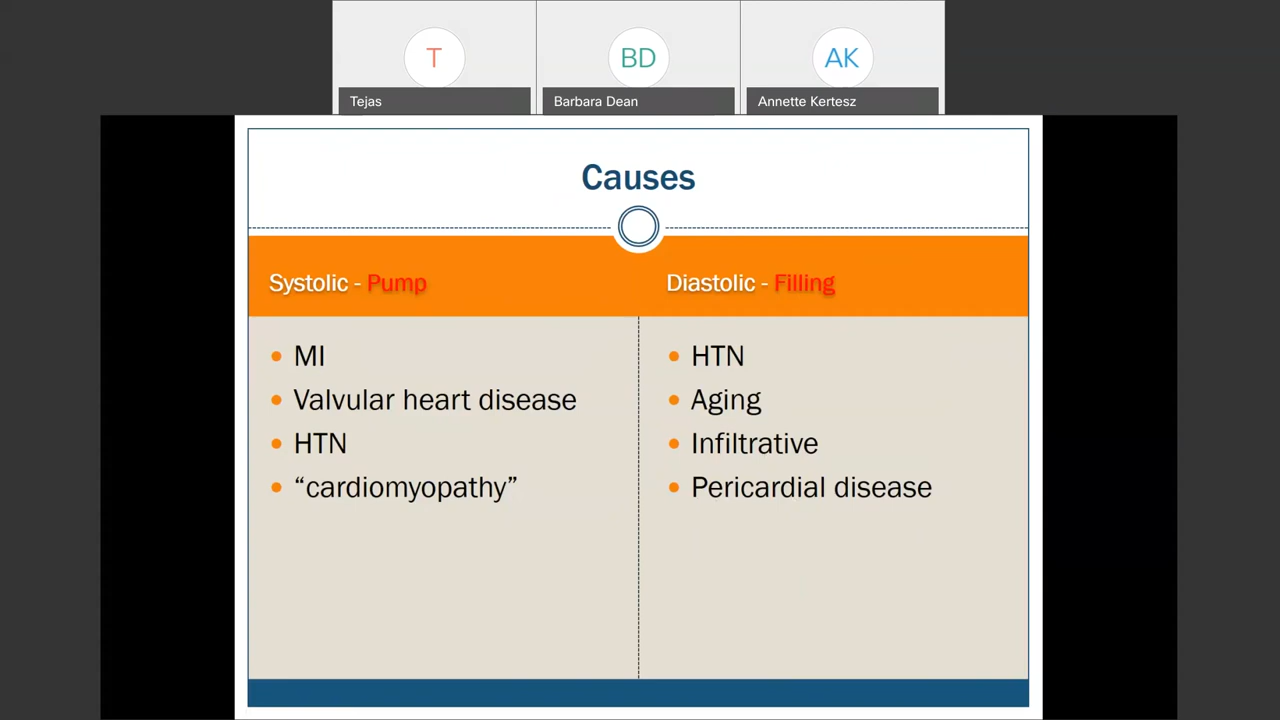 T
BD
AK
Tejas
Barbara Dean
Annette Kertesz
Causes
Systolic - Pump
• MI
• Valvular heart disease
• HTN
• “cardiomyopathy”
Diastolic - Filling
• HTN
• Aging
• Infiltrative
• Pericardial disease